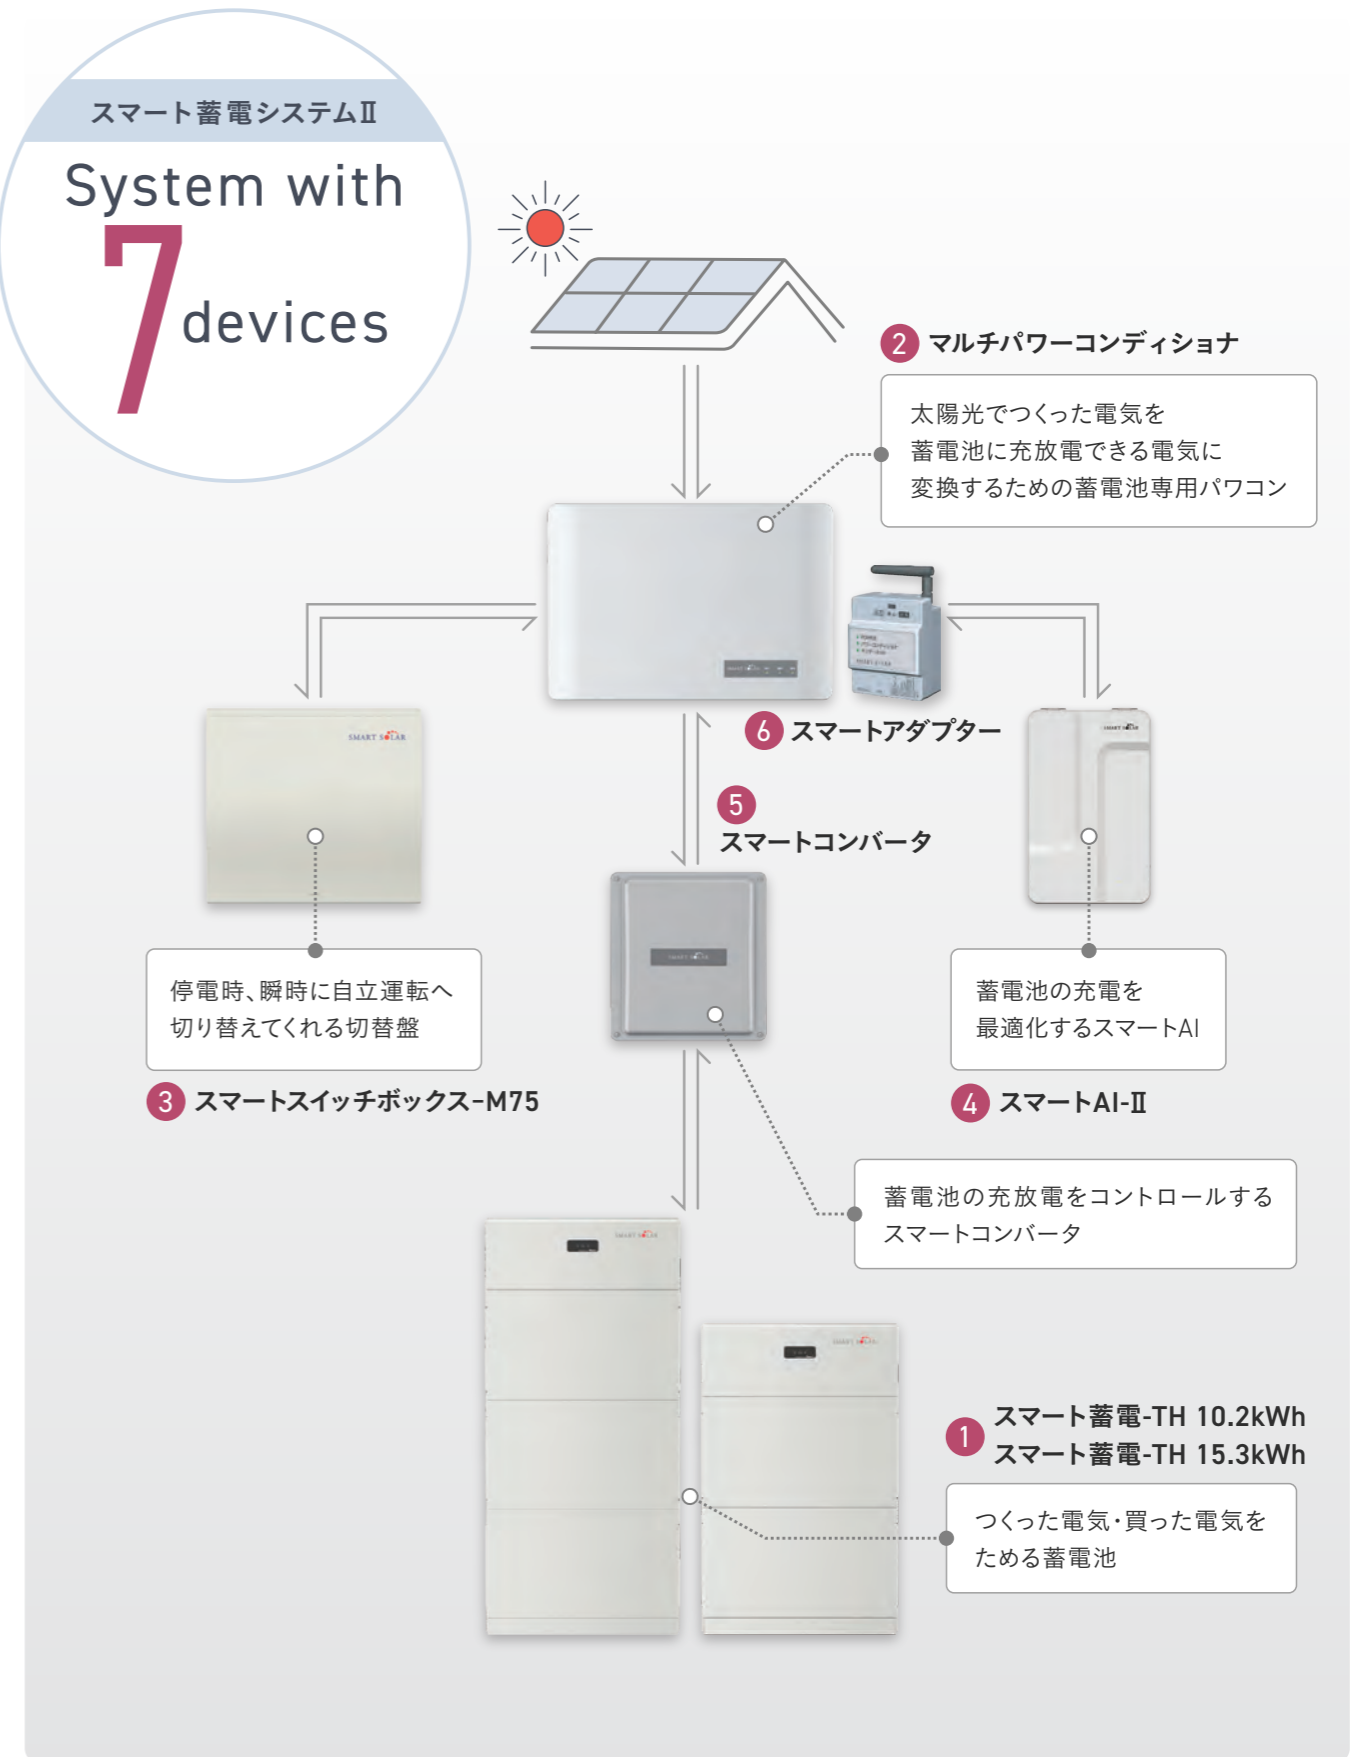 スマート蓄電システムⅡ
System with
7
devices
2 マルチパワーコンディショナ
太陽光でつくった電気を
蓄電池に充放電できる電気に
変換するための蓄電池専用パワコン
6 スマートアダプター
SMART SOLAR
SMART SOLAR
5
スマートコンバータ
SMART SOLAR
停電時、瞬時に自立運転へ
切り替えてくれる切替盤
3 スマートスイッチボックス-M75
蓄電池の充電を
最適化するスマートAI
4 スマートAI-Ⅱ
蓄電池の充放電をコントロールする
スマートコンバータ
SMART SOLAR
SMART SOLAR
1
スマート蓄電-TH 10.2kWh
スマート蓄電-TH 15.3kWh
つくった電気・買った電気を
ためる蓄電池